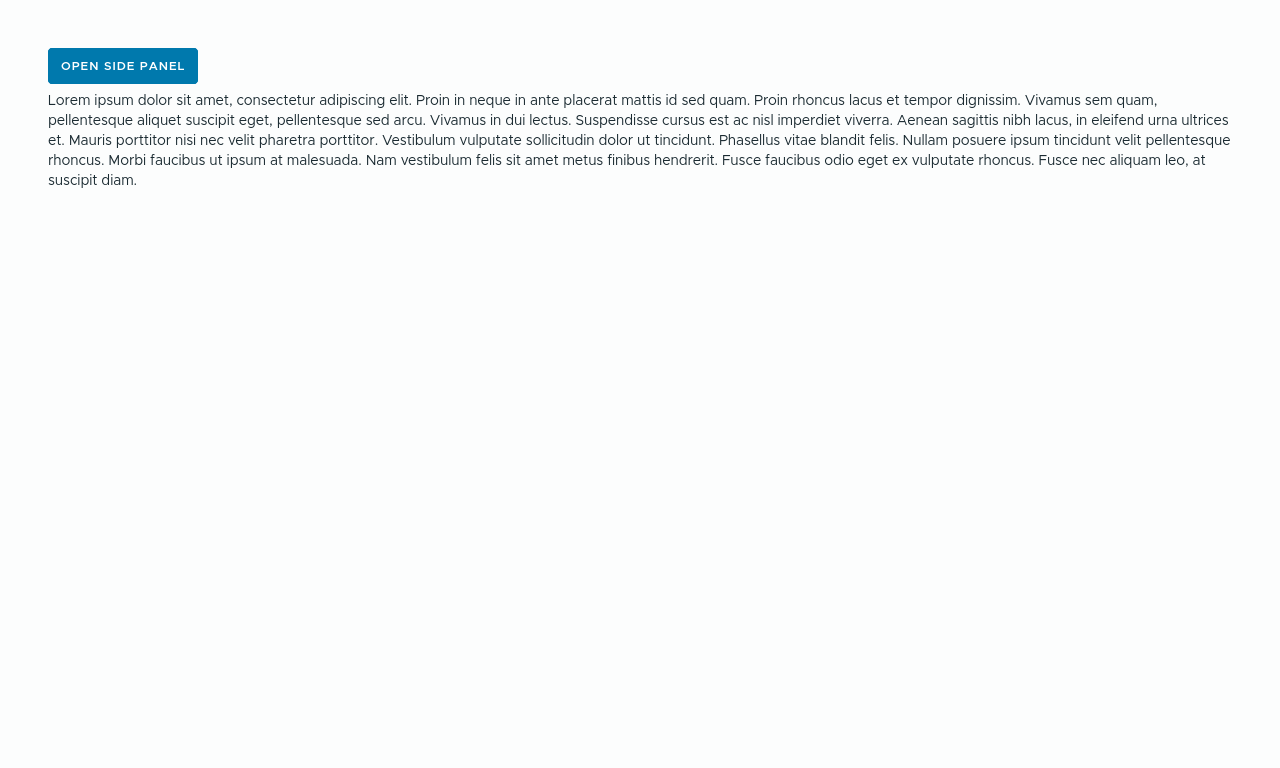 OPEN SIDE PANEL
Lorem ipsum dolor sit amet, consectetur adipiscing elit. Proin in neque in ante placerat mattis id sed quam. Proin rhoncus lacus et tempor dignissim. Vivamus sem quam,
pellentesque aliquet suscipit eget, pellentesque sed arcu. Vivamus in dui lectus. Suspendisse cursus est ac nisl imperdiet viverra. Aenean sagittis nibh lacus, in eleifend urna ultrices
et. Mauris porttitor nisi nec velit pharetra porttitor. Vestibulum vulputate sollicitudin dolor ut tincidunt. Phasellus vitae blandit felis. Nullam posuere ipsum tincidunt velit pellentesque
rhoncus. Morbi faucibus ut ipsum at malesuada. Nam vestibulum felis sit amet metus finibus hendrerit. Fusce faucibus odio eget ex vulputate rhoncus. Fusce nec aliquam leo, at
suscipit diam.